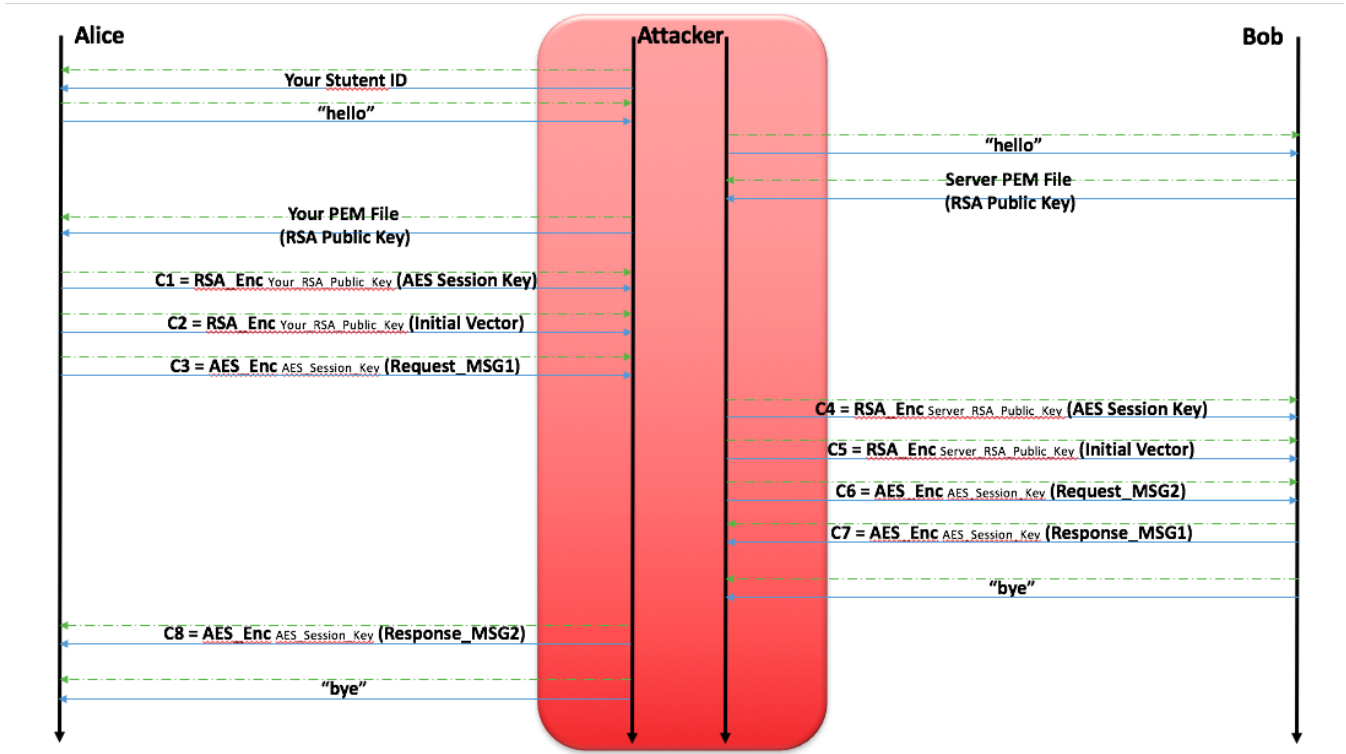 Alice
Attacker
Bob
Your Stutent ID
“hello”
“hello”
Server PEM File
(RSA Public Key)
Your PEM File
(RSA Public Key)
C1 = RSA_Enc Your_RSA_Public_Key (AES Session Key)
C2 = RSA_Enc Your_RSA_Public_Key (Initial Vector)
C3 = AES_Enc AES_Session_Key (Request_MSG1)
C4 = RSA_Enc Server_RSA_Public_Key (AES Session Key)
C5 = RSA_Enc Server_RSA_Public_Key (Initial Vector)
C6 = AES_Enc AES_Session_Key (Request_MSG2)
C7 = AES_Enc AES_Session_Key (Response_MSG1)
“bye”
C8 = AES_Enc AES_Session_Key (Response_MSG2)
“bye”